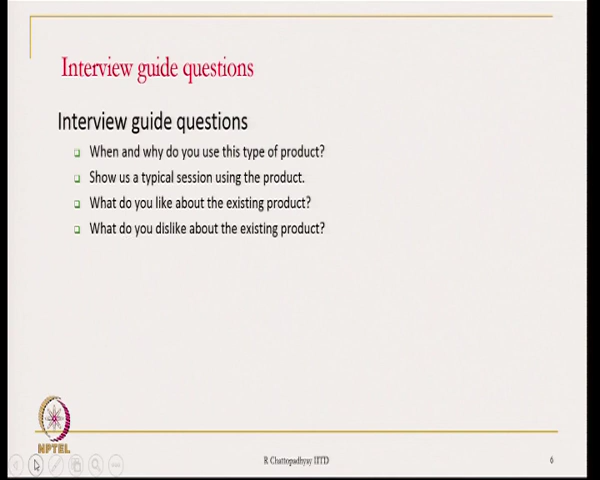 Interview guide questions
Interview guide questions
When and why do you use this type of product?
Show us a typical session using the product.
What do you like about the existing product?
What do you dislike about the existing product?
NPTEL
R Chattopadhyay IITD
6